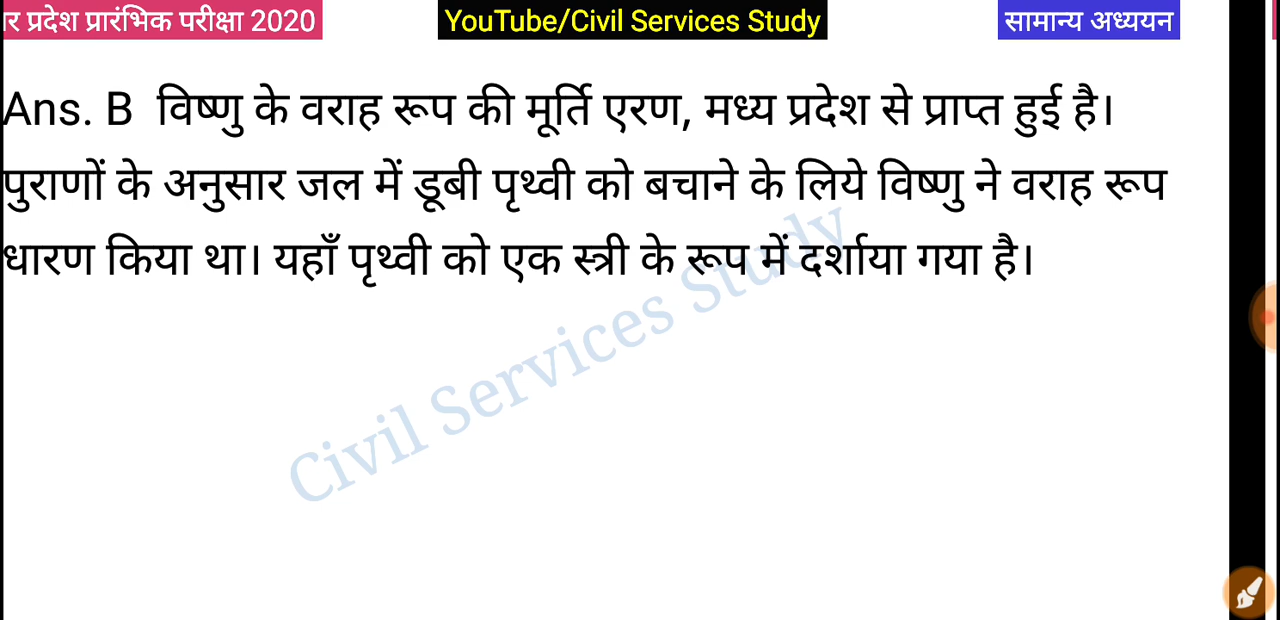 र प्रदेश प्रारंभिक परीक्षा 2020 YouTube/Civil Services Study सामान्य अध्ययन
Ans. B विष्णु के वराह रूप की मूर्ति एरण, मध्य प्रदेश से प्राप्त हुई है।
पुराणों के अनुसार जल में डूबी पृथ्वी को बचाने के लिये विष्णु ने वराह रूप
धारण किया था। यहाँ पृथ्वी को एक स्त्री के रूप में दर्शाया गया है।
Civil Services Study